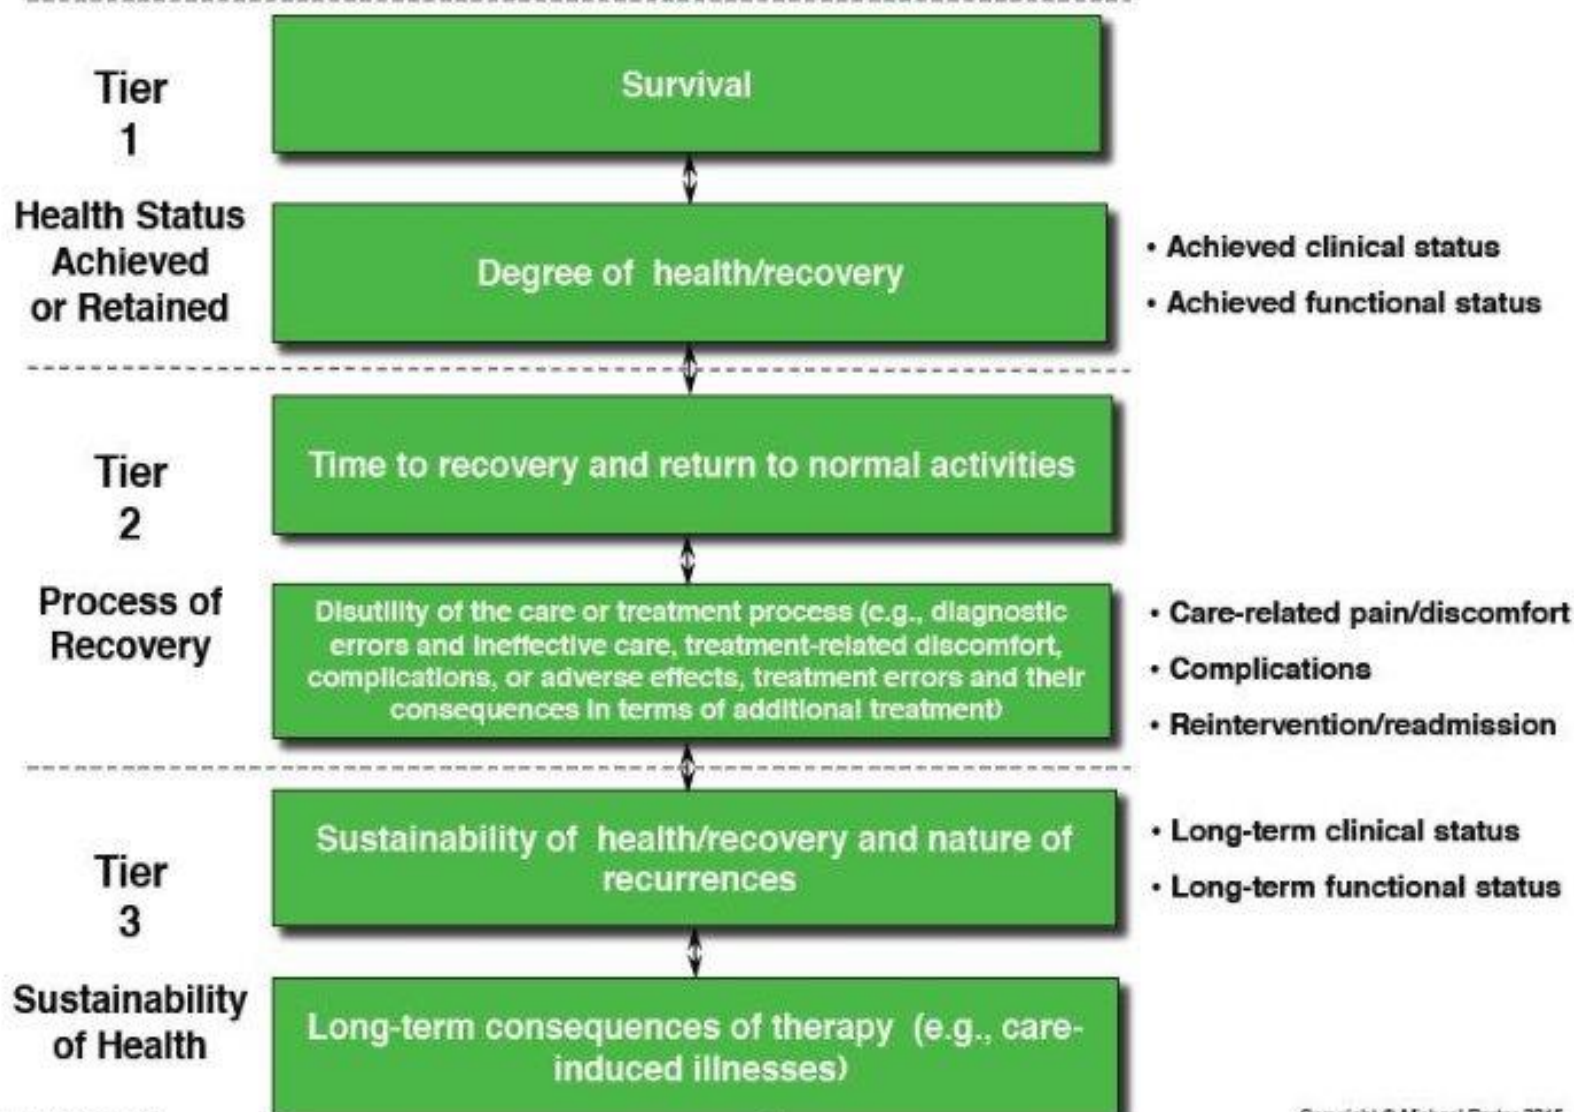 Tier
1
Survival
Health Status
Achieved
or Retained
Degree of health/recovery
• Achieved clinical status
• Achieved functional status
Tier
2
Time to recovery and return to normal activities
Process of
Recovery
Disutility of the care or treatment process (e.g., diagnostic
errors and ineffective care, treatment-related discomfort,
complications, or adverse effects, treatment errors and their
consequences in terms of additional treatment)
• Care-related pain/discomfort
• Complications
• Reintervention/readmission
Tier
3
Sustainability of health/recovery and nature of
recurrences
• Long-term clinical status
• Long-term functional status
Sustainability
of Health
Long-term consequences of therapy (e.g., care-
induced illnesses)